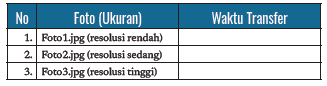 No Foto (Ukuran) Waktu Transfer
1. Foto1.jpg (resolusi rendah)
2. Foto2.jpg (resolusi sedang)
3. Foto3.jpg (resolusi tinggi)